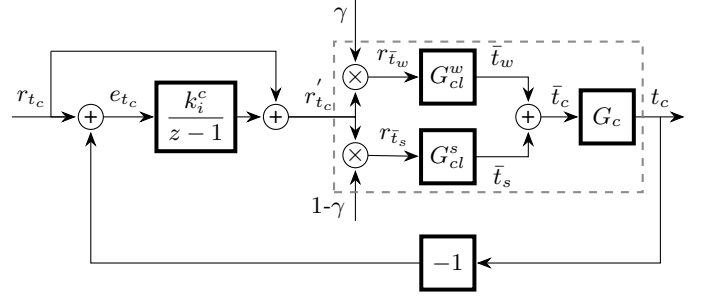 γ
r_{t_c}
+
e_{t_c}
k_i^c
z − 1
+
r'_{t_c}
×
r_{\bar{t}_w}
G_{cl}^w
\bar{t}_w
×
r_{\bar{t}_s}
G_{cl}^s
\bar{t}_s
+
\bar{t}_c
G_c
t_c
1-γ
−1